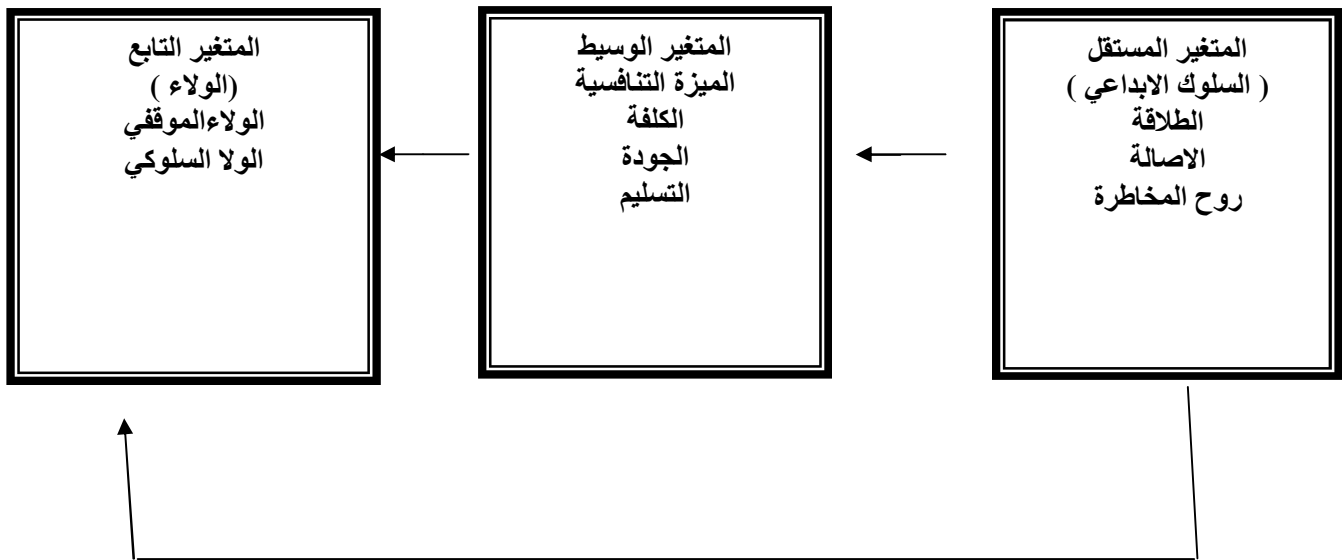 المتغير المستقل
( السلوك الابداعي )
الطلاقة
الاصالة
روح المخاطرة
المتغير الوسيط
الميزة التنافسية
الكلفة
الجودة
التسليم
المتغير التابع
(الولاء )
الولاءالموقفي
الولا السلوكي